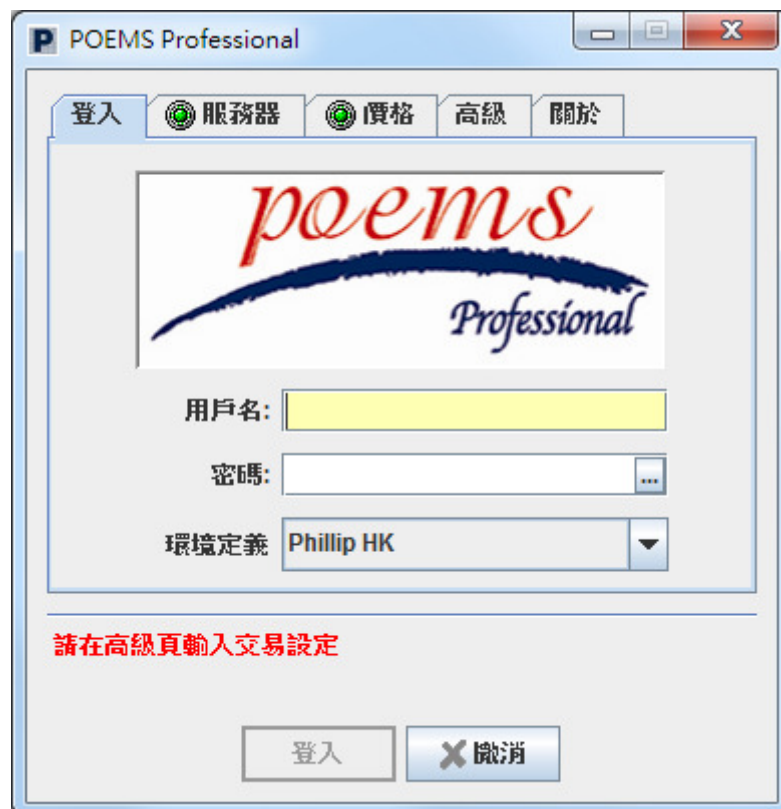 POEMS Professional
登入 服務器 價格 高級 關於
poems
Professional
用戶名:
密碼: ...
環境定義 Phillip HK
請在高級頁輸入交易設定
登入 撤消